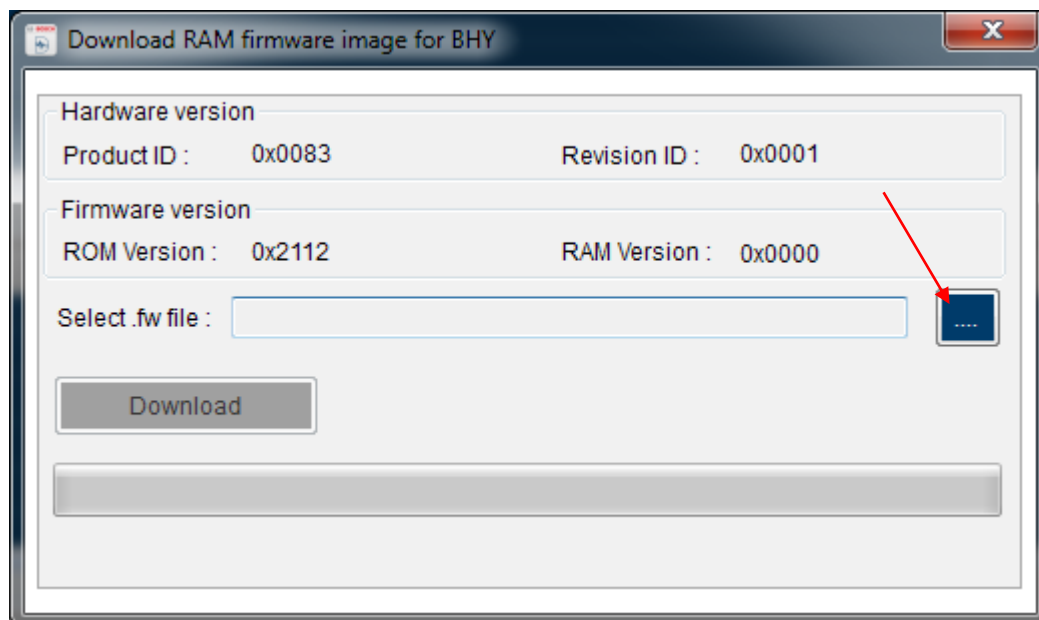 BOSCH
Download RAM firmware image for BHY
x
Hardware version
Product ID : 0x0083 Revision ID : 0x0001
Firmware version
ROM Version : 0x2112 RAM Version : 0x0000
Select .fw file : ....
Download